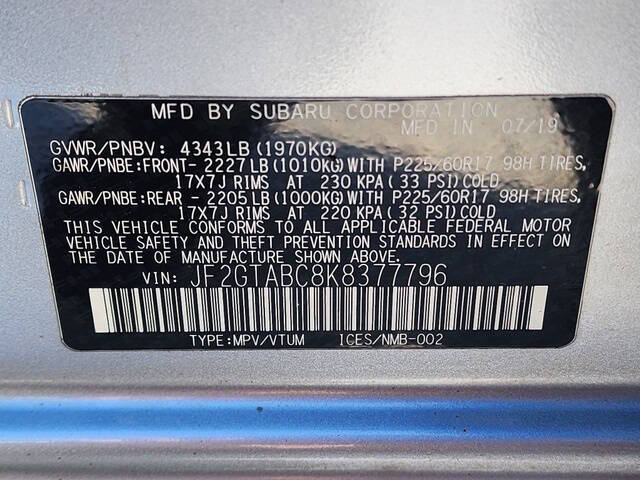 MFD BY SUBARU CORPORATION
MFD IN 07/19
GVWR/PNBV: 4343LB (1970KG)
GAWR/PNBE:FRONT- 2227LB (1010KG) WITH P225/60R17 98H TIRES,
17X7J RIMS AT 230 KPA (33 PSI) COLD
GAWR/PNBE:REAR - 2205LB (1000KG) WITH P225/60R17 98H TIRES,
17X7J RIMS AT 220 KPA (32 PSI) COLD
THIS VEHICLE CONFORMS TO ALL APPLICABLE FEDERAL MOTOR
VEHICLE SAFETY AND THEFT PREVENTION STANDARDS IN EFFECT ON
THE DATE OF MANUFACTURE SHOWN ABOVE.
VIN: JF2GTABC8K8377796
TYPE:MPV/VTUM ICES/NMB-002